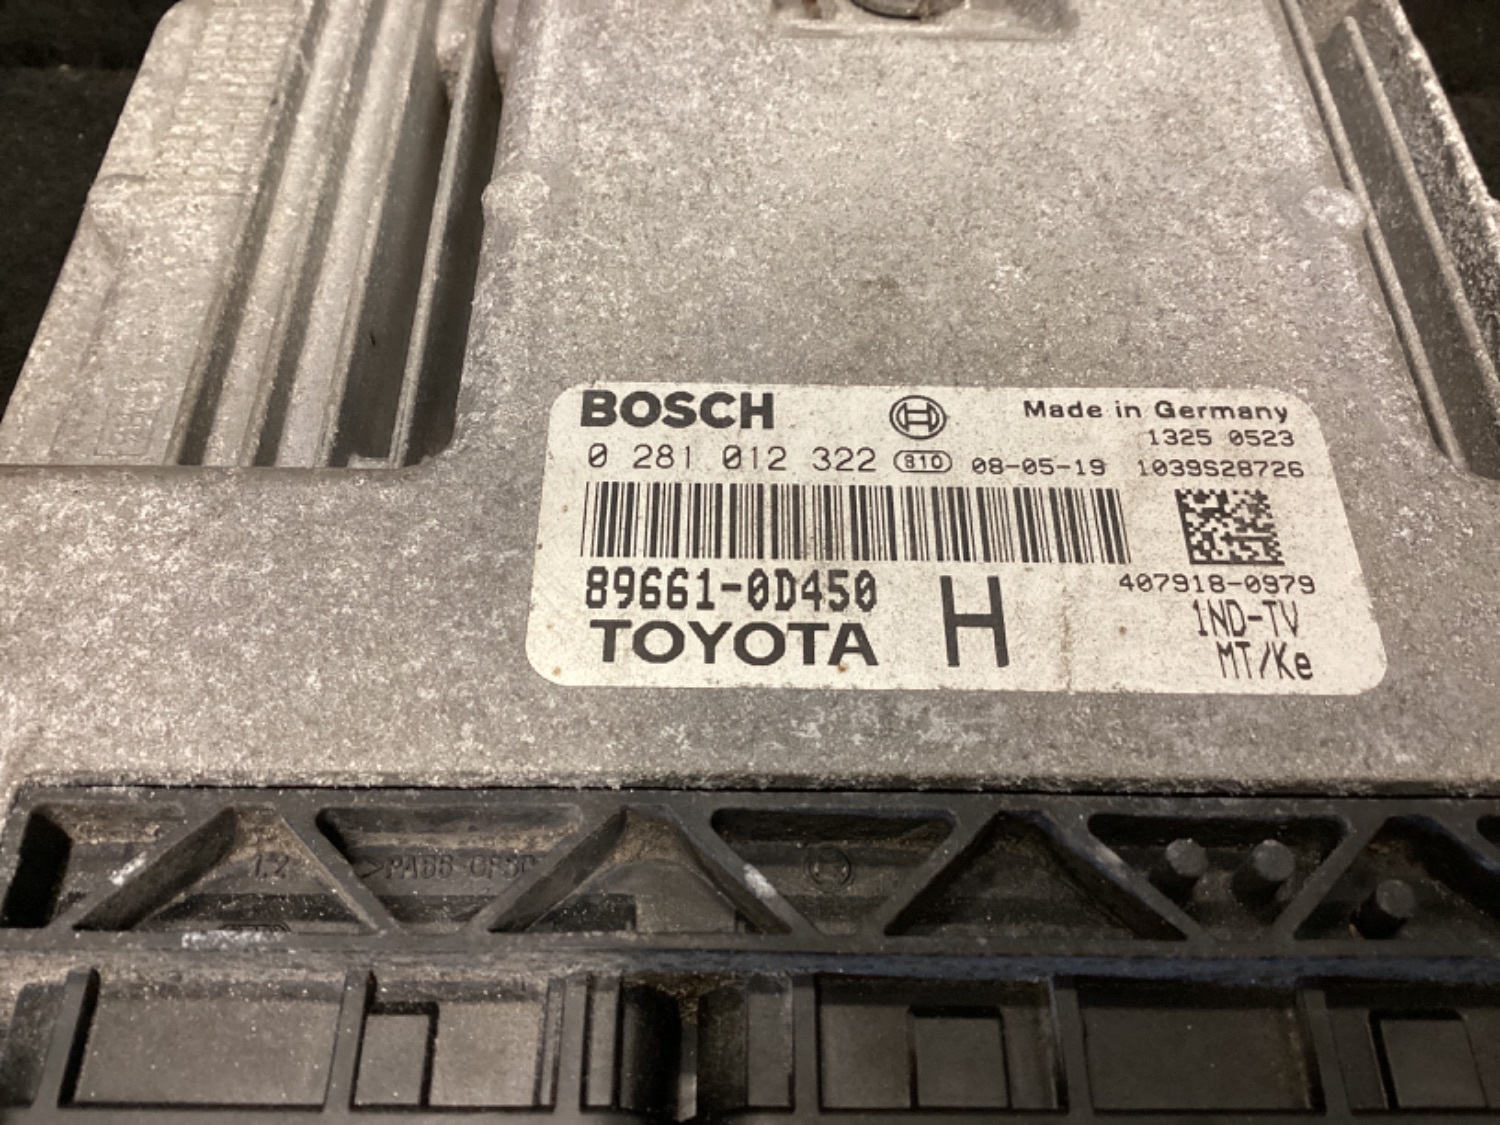 BOSCH
Made in Germany
1325 0523
0 281 012 322 810 08-05-19 1039S28726
89661-0D450
H
407918-0979
TOYOTA
1ND-TV
MT/Ke